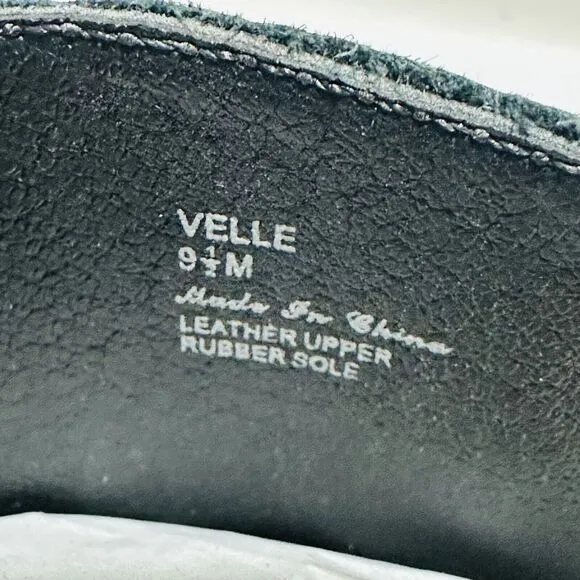 VELLE
9½M
Made In China
LEATHER UPPER
RUBBER SOLE